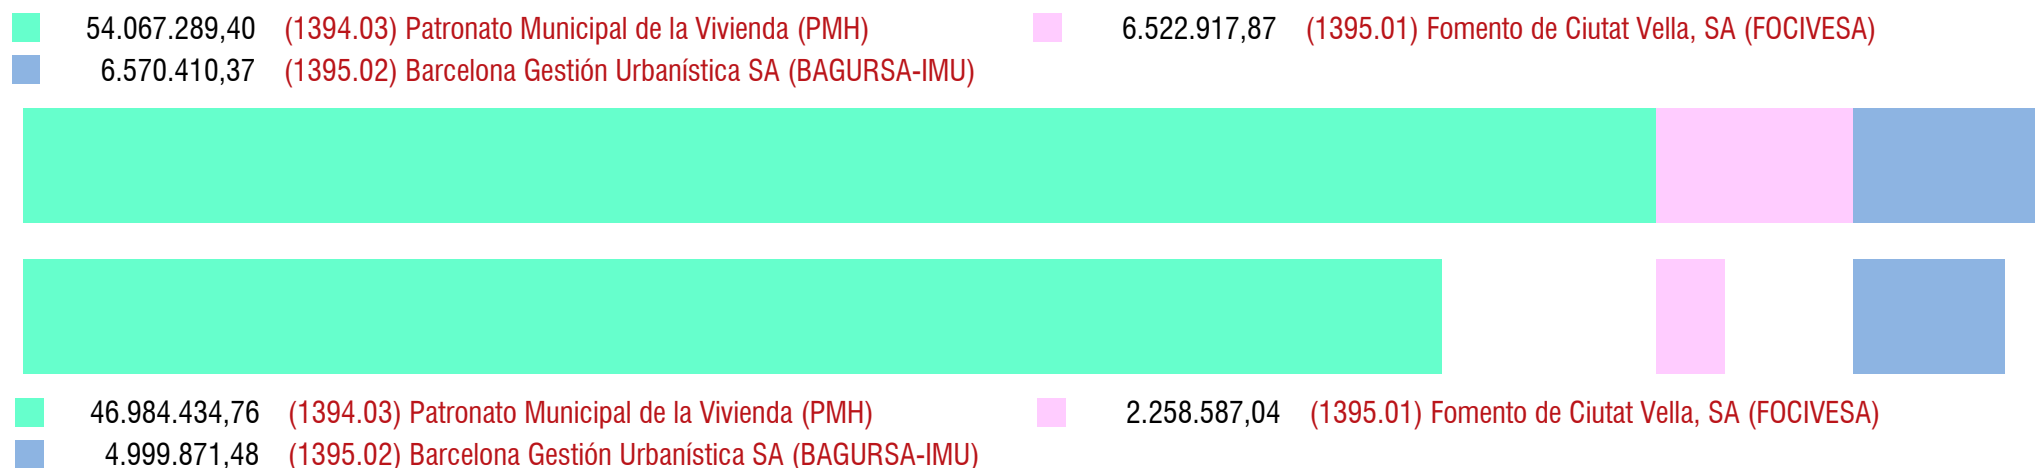 54.067.289,40 (1394.03) Patronato Municipal de la Vivienda (PMH) 6.522.917,87 (1395.01) Fomento de Ciutat Vella, SA (FOCIVESA)
6.570.410,37 (1395.02) Barcelona Gestión Urbanística SA (BAGURSA-IMU)
46.984.434,76 (1394.03) Patronato Municipal de la Vivienda (PMH) 2.258.587,04 (1395.01) Fomento de Ciutat Vella, SA (FOCIVESA)
4.999.871,48 (1395.02) Barcelona Gestión Urbanística SA (BAGURSA-IMU)